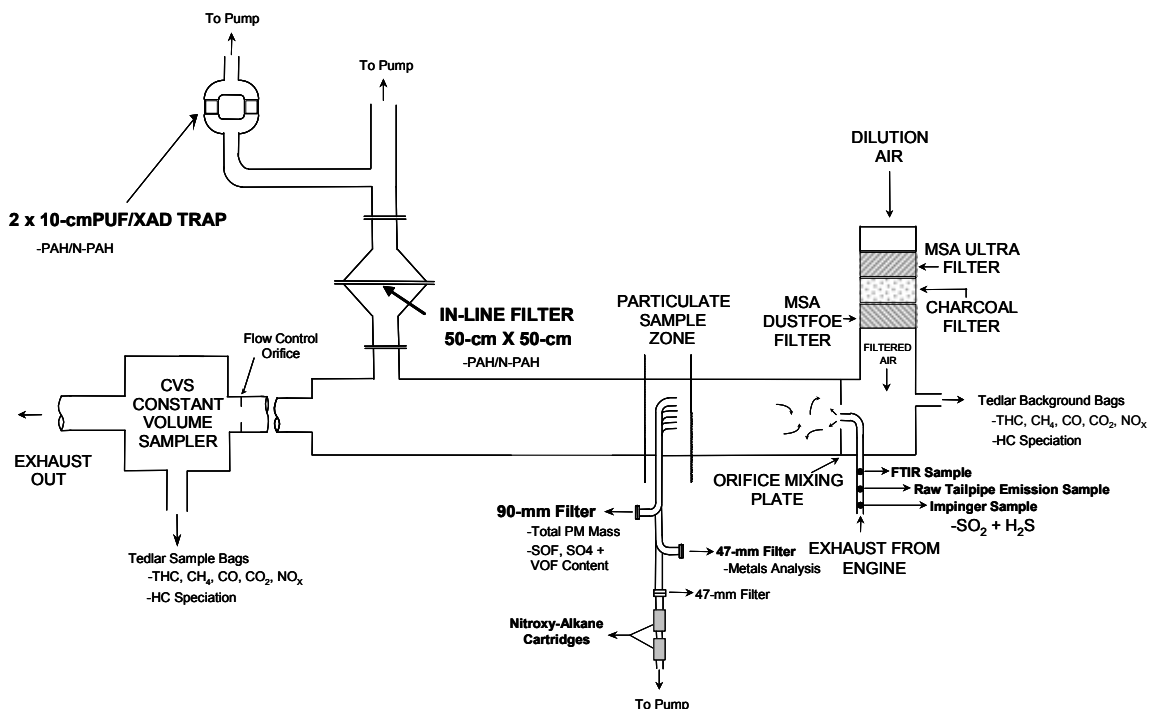 To Pump
To Pump
2 x 10-cmPUF/XAD TRAP
-PAH/N-PAH
DILUTION
AIR
MSA ULTRA
FILTER
CHARCOAL
FILTER
MSA
DUSTFOE
FILTER
FILTERED
AIR
PARTICULATE
SAMPLE
ZONE
IN-LINE FILTER
50-cm X 50-cm
-PAH/N-PAH
Flow Control
Orifice
CVS
CONSTANT
VOLUME
SAMPLER
EXHAUST
OUT
Tedlar Background Bags
-THC, CH₄, CO, CO₂, NOₓ
-HC Speciation
ORIFICE MIXING
PLATE
FTIR Sample
Raw Tailpipe Emission Sample
Impinger Sample
-SO₂ + H₂S
EXHAUST FROM
ENGINE
90-mm Filter
-Total PM Mass
-SOF, SO4 +
VOF Content
47-mm Filter
-Metals Analysis
47-mm Filter
Nitroxy-Alkane
Cartridges
To Pump
Tedlar Sample Bags
-THC, CH₄, CO, CO₂, NOₓ
-HC Speciation